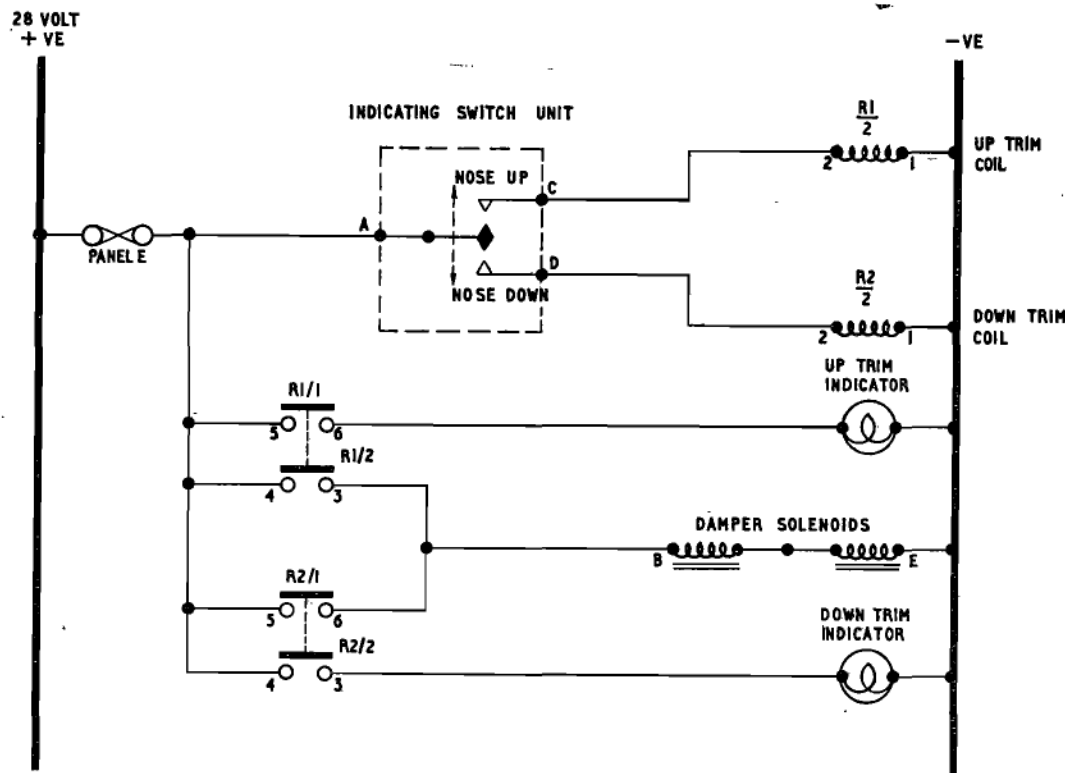 28 VOLT
+ VE
— VE
INDICATING SWITCH UNIT
R1
2
UP TRIM
COIL
2
1
NOSE UP
C
A
PANEL E
D
NOSE DOWN
R2
2
DOWN TRIM
COIL
2
1
UP TRIM
INDICATOR
R1/1
5
6
R1/2
4
3
DAMPER SOLENOIDS
B
E
R2/1
5
6
DOWN TRIM
INDICATOR
R2/2
4
3